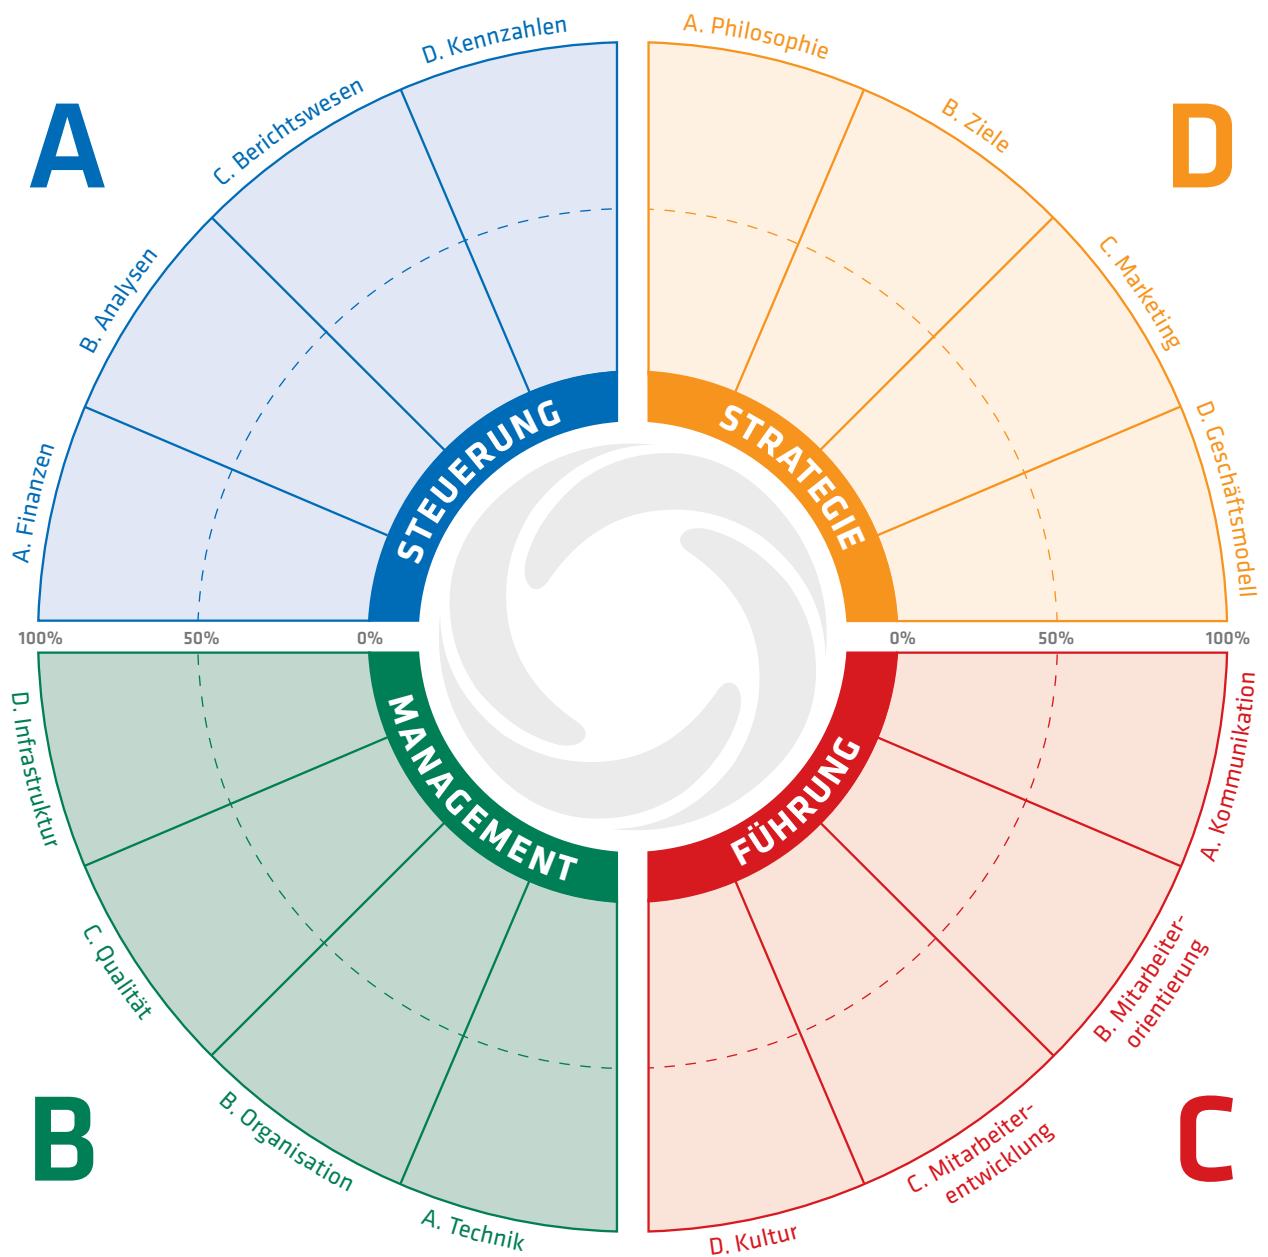 A
D. Kennzahlen
C. Berichtswesen
B. Analysen
A. Finanzen
STEUERUNG
D
A. Philosophie
B. Ziele
C. Marketing
D. Geschäftsmodell
STRATEGIE
100%
50%
0%
0%
50%
100%
MANAGEMENT
D. Infrastruktur
C. Qualität
B. Organisation
A. Technik
B
FÜHRUNG
A. Kommunikation
B. Mitarbeiter-
orientierung
C. Mitarbeiter-
entwicklung
D. Kultur
C